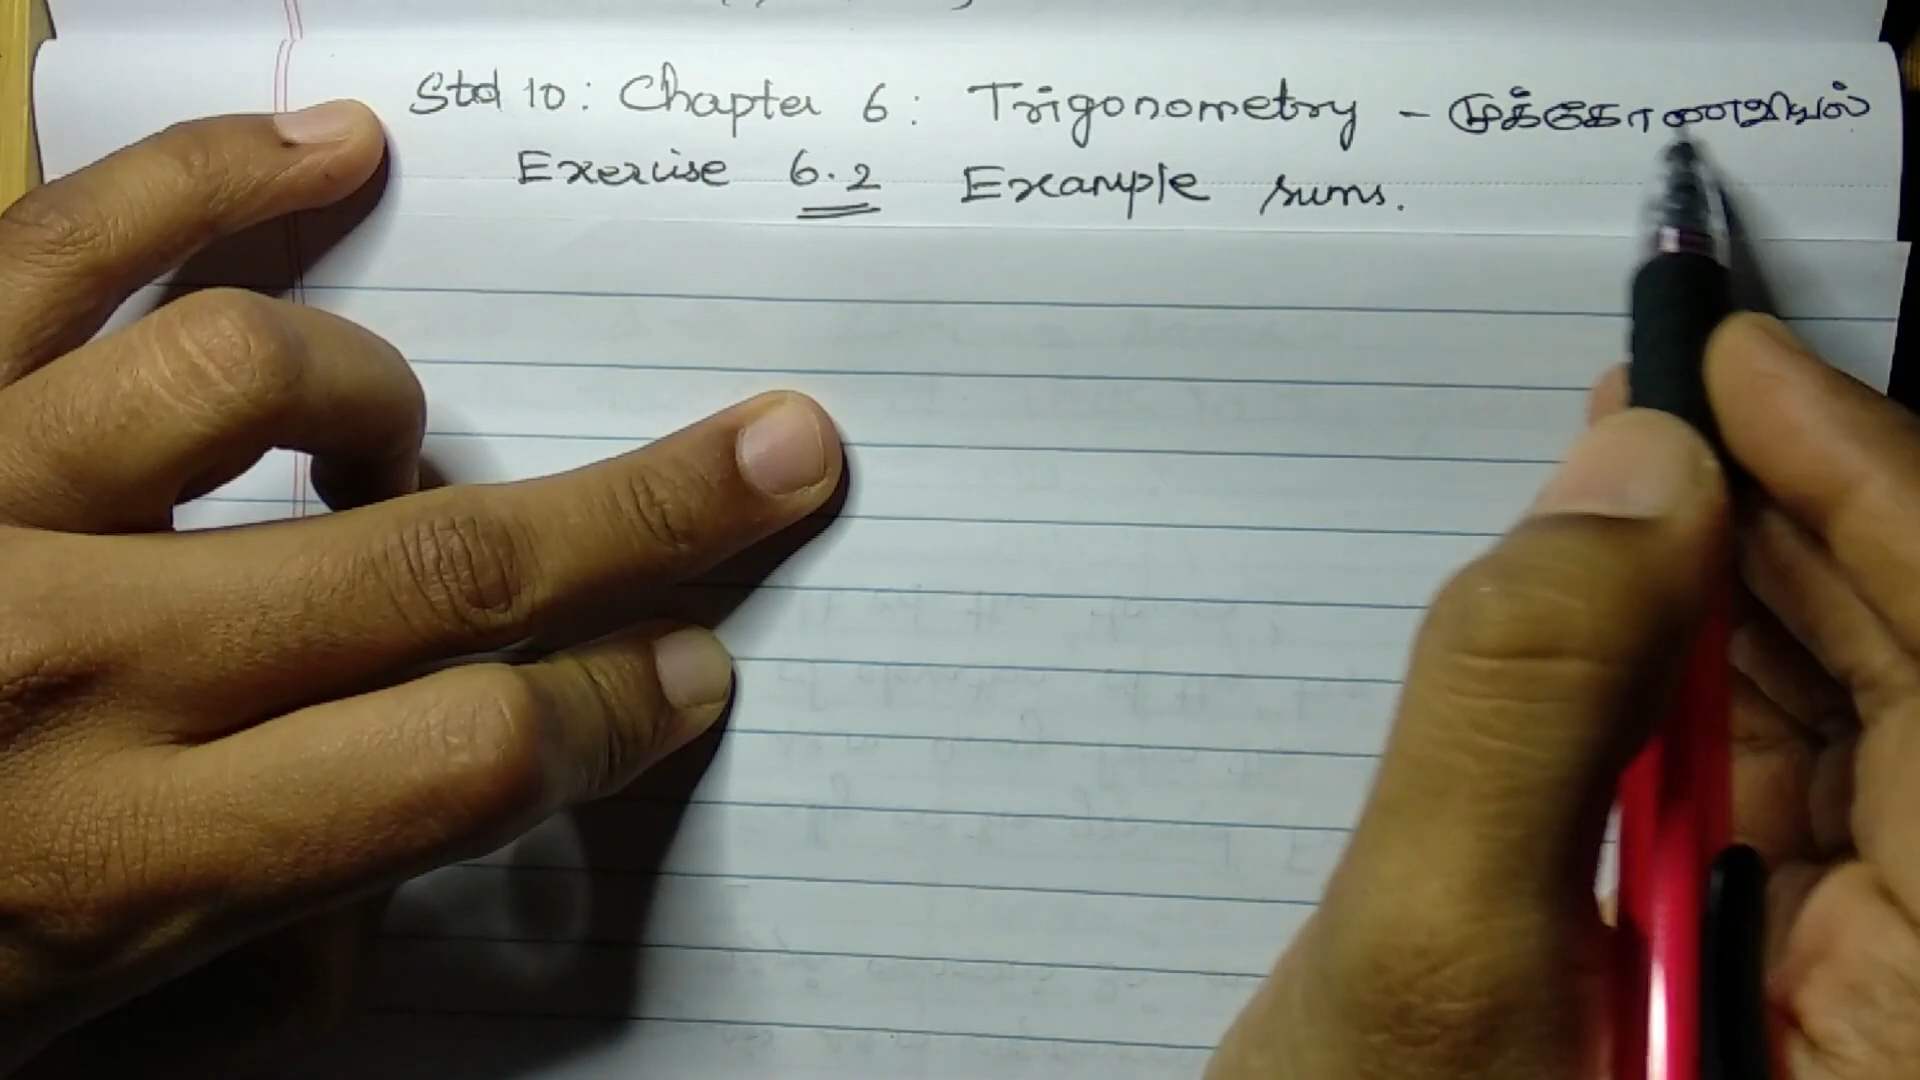 Std 10: Chapter 6: Trigonometry - முக்கோணவியல்
Exercise 6.2 Example sums.